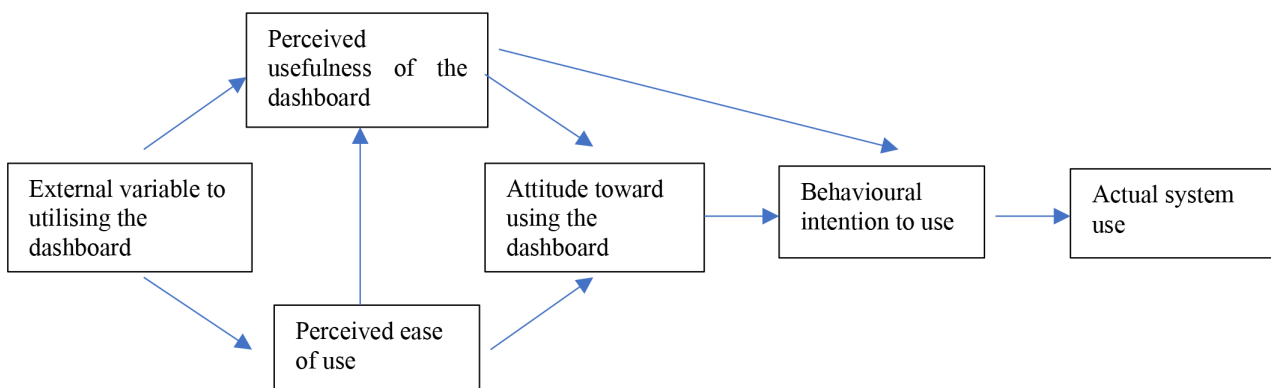 Perceived
usefulness of the
dashboard
External variable to
utilising the
dashboard
Attitude toward
using the
dashboard
Behavioural
intention to use
Actual system
use
Perceived ease
of use